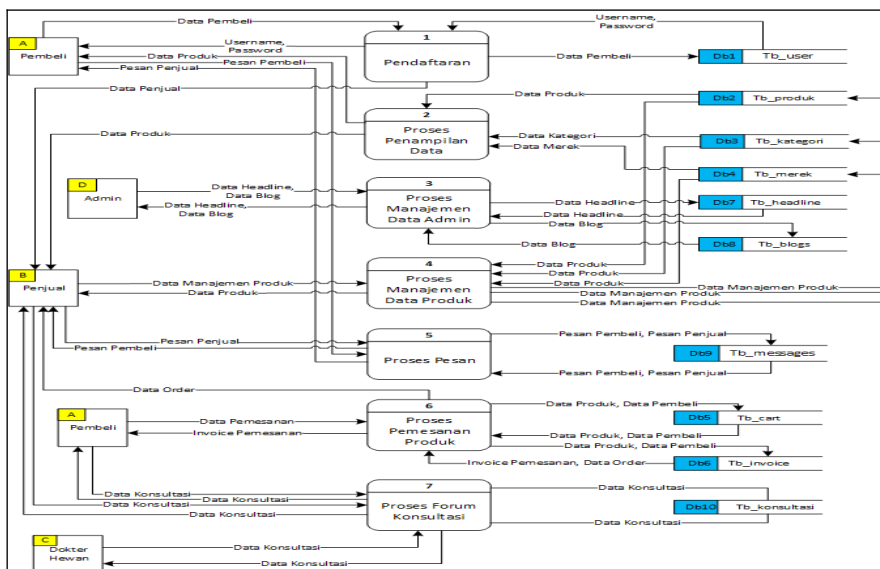 Data Pembeli
Username,
Password
1
A
Pembeli
Username,
Password
Pendaftaran
Data Pembeli
Db1 Tb_user
Data Produk
Pesan Pembeli
Pesan Penjual
Data Penjual
Data Produk
Db2 Tb_produk
2
Proses
Penampilan
Data
Data Produk
Data Kategori
Data Merek
Db3 Tb_kategori
Db4 Tb_merek
D
Admin
Data Headline,
Data Blog
Data Headline,
Data Blog
3
Proses
Manajemen
Data Admin
Data Headline
Data Headline
Data Blog
Data Blog
Db7 Tb_headline
Db8 Tb_blogs
B
Penjual
Data Manajemen Produk
Data Produk
4
Proses
Manajemen
Data Produk
Data Produk
Data Produk
Data Produk
Data Manajemen Produk
Data Manajemen Produk
Data Manajemen Produk
Pesan Penjual
Pesan Pembeli
5
Proses Pesan
Pesan Pembeli, Pesan Penjual
Db9 Tb_messages
Pesan Pembeli, Pesan Penjual
Data Order
A
Pembeli
Data Pemesanan
Invoice Pemesanan
6
Proses
Pemesanan
Produk
Data Produk, Data Pembeli
Db5 Tb_cart
Data Produk, Data Pembeli
Data Produk, Data Pembeli
Invoice Pemesanan, Data Order
Db6 Tb_invoice
Data Konsultasi
Data Konsultasi
Data Konsultasi
Data Konsultasi
7
Proses Forum
Konsultasi
Data Konsultasi
Db10 Tb_konsultasi
Data Konsultasi
C
Dokter
Hewan
Data Konsultasi
Data Konsultasi